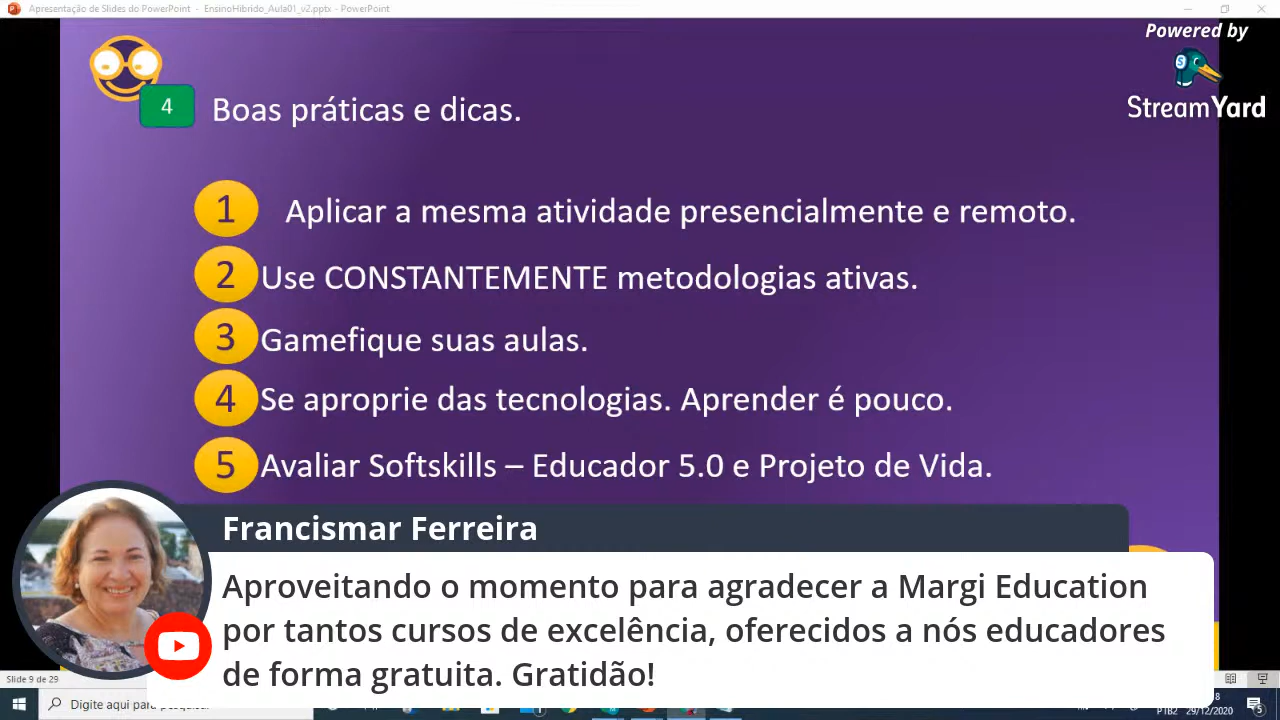 Apresentação de Slides do PowerPoint - EnsinoHibrido_Aula01_v2.pptx - PowerPoint
Powered by
StreamYard
4 Boas práticas e dicas.
1 Aplicar a mesma atividade presencialmente e remoto.
2 Use CONSTANTEMENTE metodologias ativas.
3 Gamefique suas aulas.
4 Se aproprie das tecnologias. Aprender é pouco.
5 Avaliar Softskills – Educador 5.0 e Projeto de Vida.
Francismar Ferreira
Aproveitando o momento para agradecer a Margi Education
por tantos cursos de excelência, oferecidos a nós educadores
de forma gratuita. Gratidão!
Slide 9 de 29
Digite aqui para
PTB2 29/12/2020
5